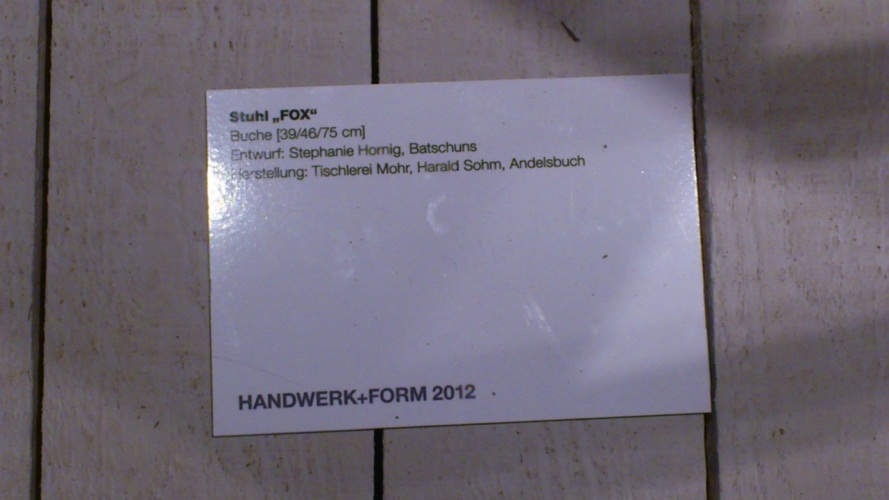 Stuhl „FOX“
Buche [39/46/75 cm]
Entwurf: Stephanie Hornig, Batschuns
Herstellung: Tischlerei Mohr, Harald Sohm, Andelsbuch
HANDWERK+FORM 2012